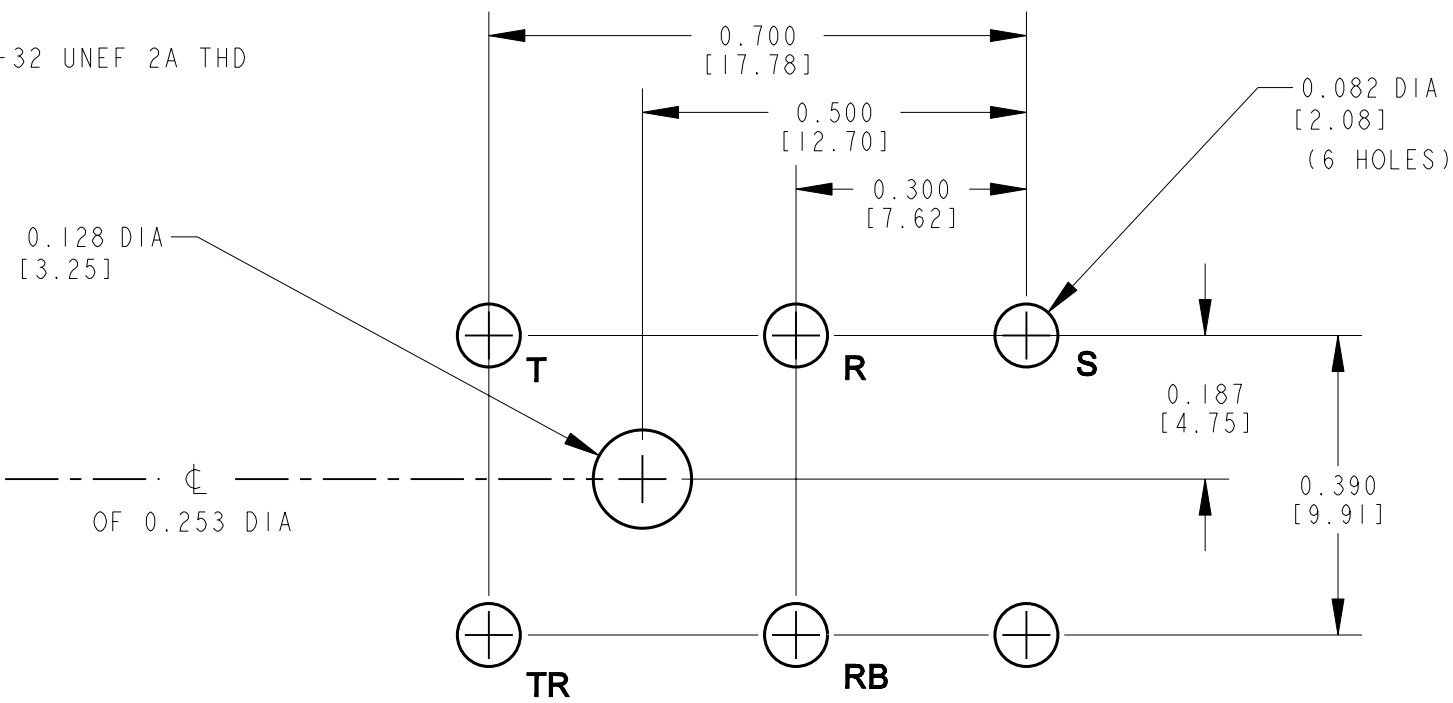 -32 UNEF 2A THD
0.700
[17.78]
0.500
[12.70]
0.300
[7.62]
0.082 DIA
[2.08]
(6 HOLES)
0.128 DIA
[3.25]
T
R
S
0.187
[4.75]
℄
OF 0.253 DIA
0.390
[9.91]
TR
RB